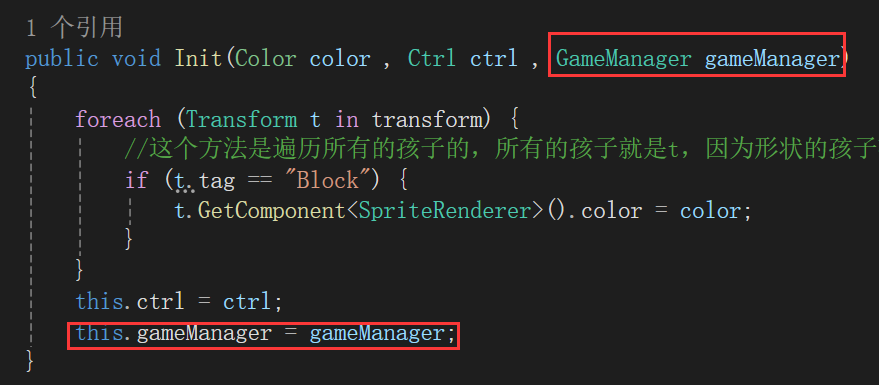 1 个引用
public void Init(Color color , Ctrl ctrl , GameManager gameManager)
{
foreach (Transform t in transform) {
//这个方法是遍历所有的孩子的，所有的孩子就是t，因为形状的孩子
if (t.tag == "Block") {
t.GetComponent<SpriteRenderer>().color = color;
}
}
this.ctrl = ctrl;
this.gameManager = gameManager;
}